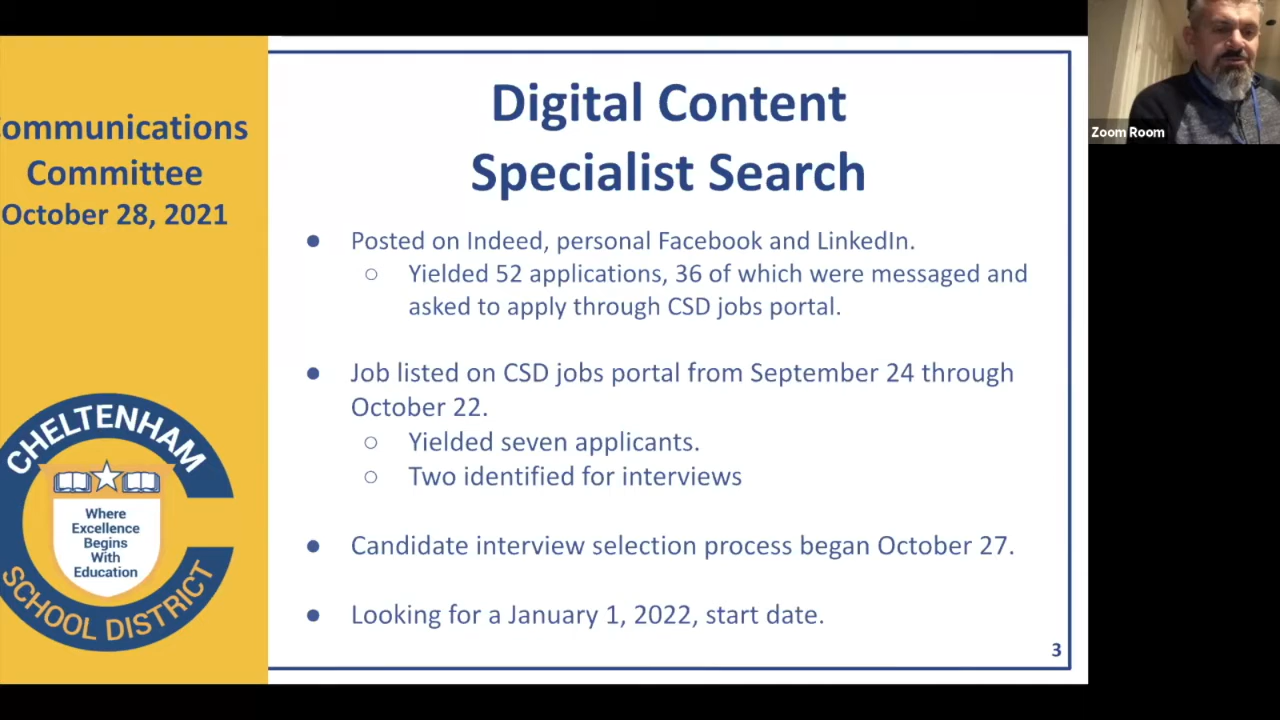 ommunications
Committee
October 28, 2021
CHELTENHAM
Where
Excellence
Begins
With
Education
SCHOOL DISTRICT
Digital Content
Specialist Search
● Posted on Indeed, personal Facebook and LinkedIn.
○ Yielded 52 applications, 36 of which were messaged and
asked to apply through CSD jobs portal.
● Job listed on CSD jobs portal from September 24 through
October 22.
○ Yielded seven applicants.
○ Two identified for interviews
● Candidate interview selection process began October 27.
● Looking for a January 1, 2022, start date.
3
Zoom Room